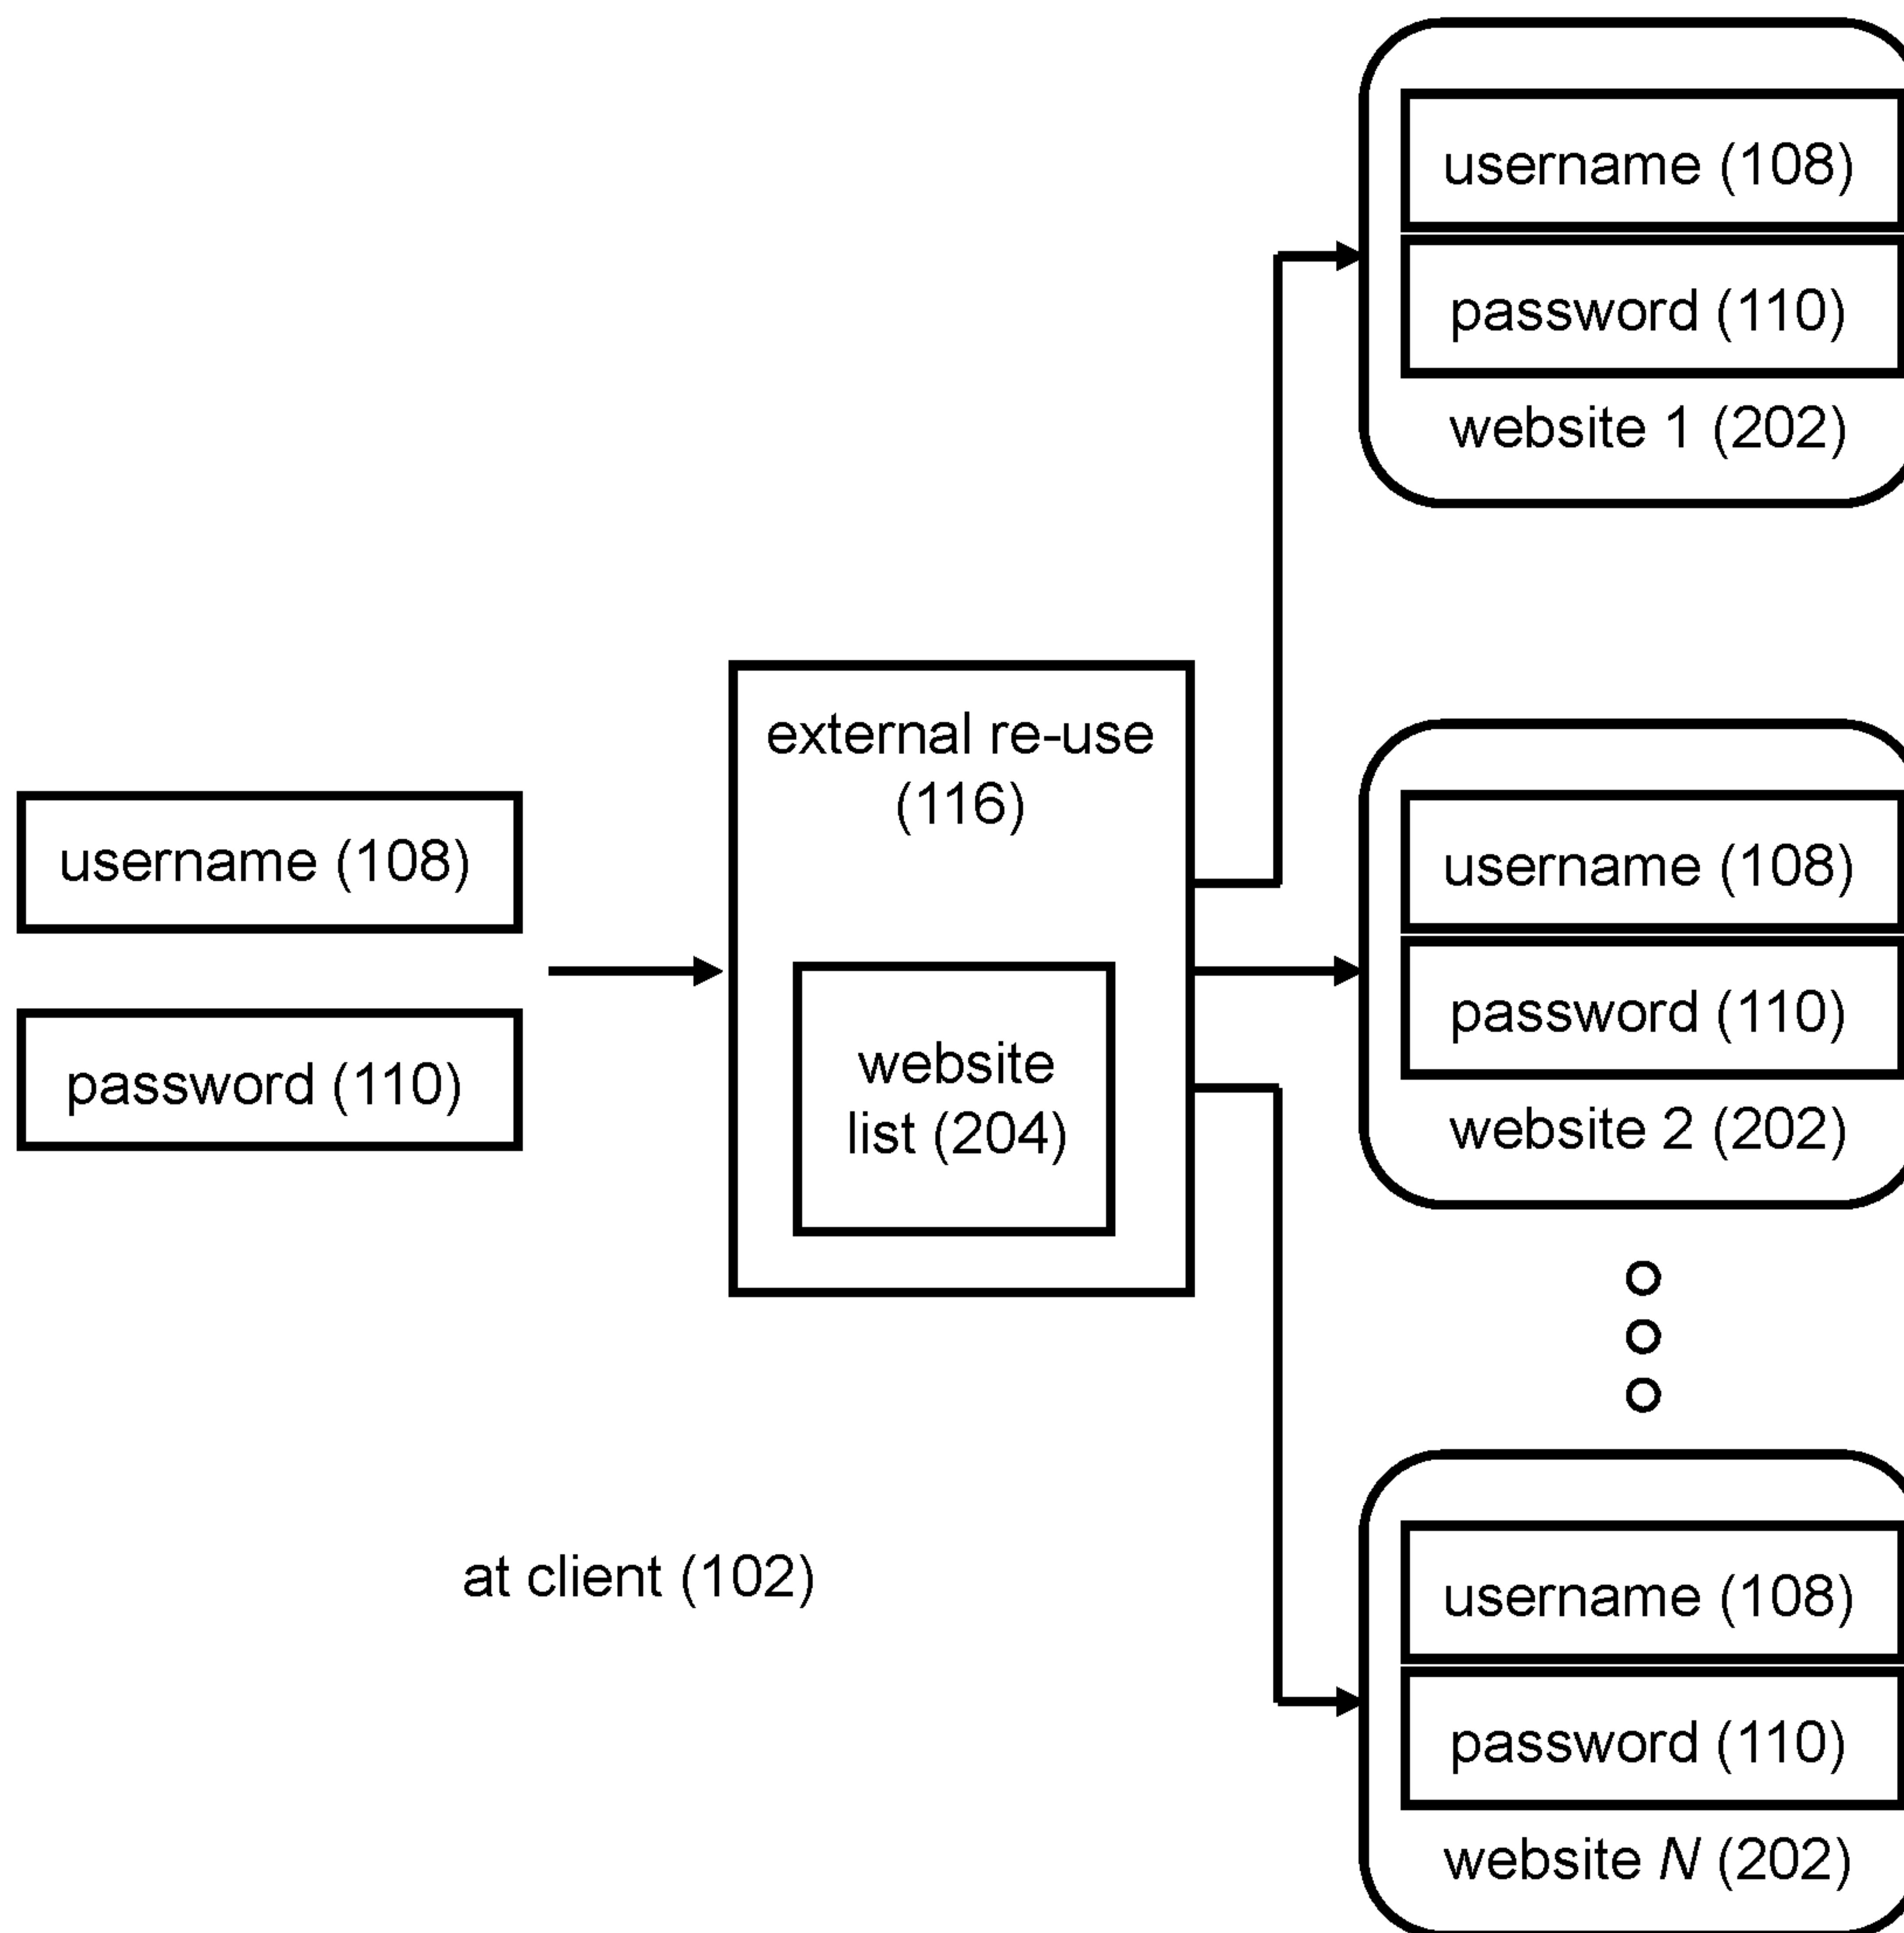 username (108)
password (110)
external re-use
(116)
website
list (204)
at client (102)
username (108)
password (110)
website 1 (202)
username (108)
password (110)
website 2 (202)
username (108)
password (110)
website N (202)